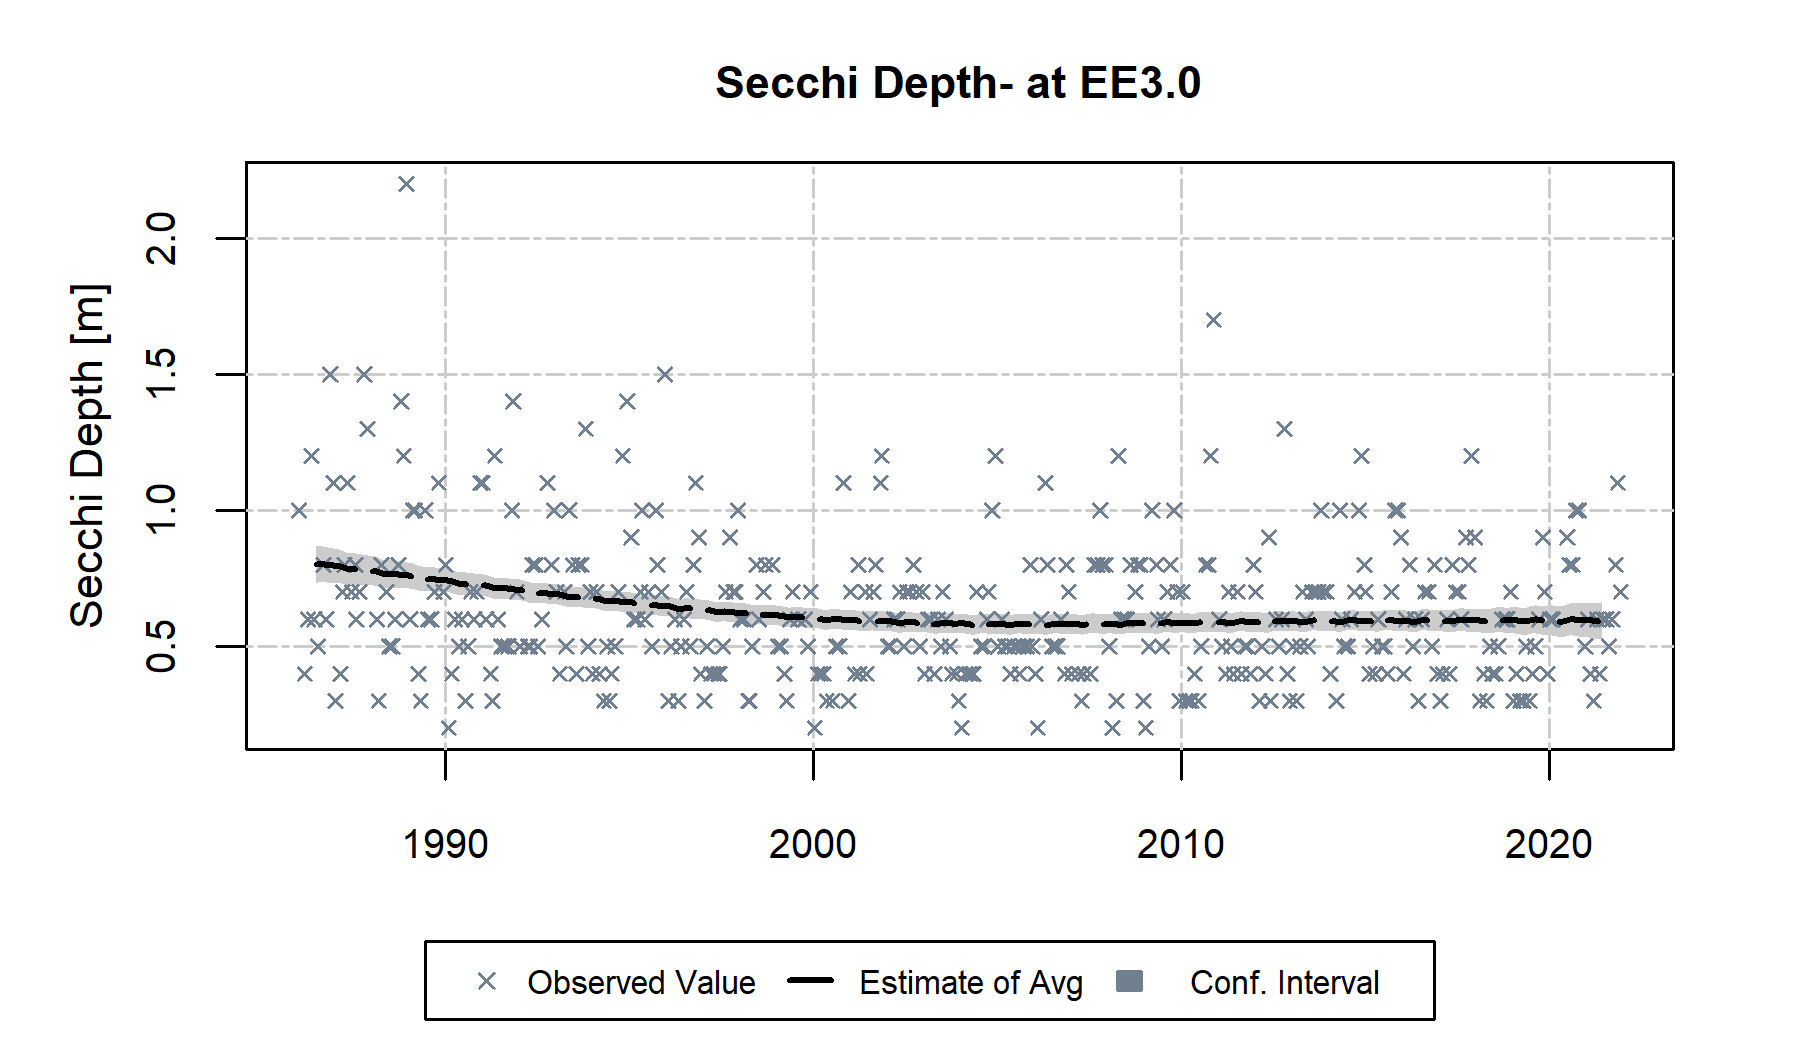 Secchi Depth- at EE3.0
Secchi Depth [m]
2.0
1.5
1.0
0.5
1990 2000 2010 2020
Observed Value Estimate of Avg Conf. Interval